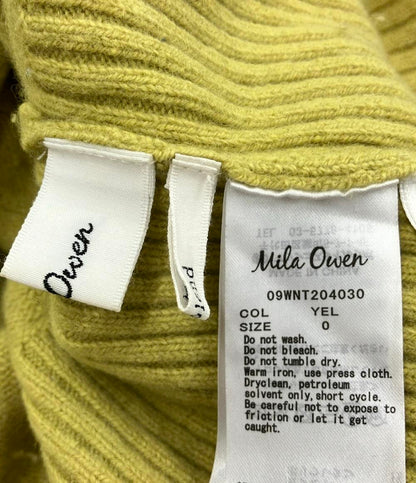 Owen
Mila Owen
09WNT204030
COL YEL
SIZE 0
Do not wash.
Do not bleach.
Do not tumble dry.
Warm iron, use press cloth.
Dryclean, petroleum
solvent only, short cycle.
Be careful not to expose to
friction or let it get
caught.